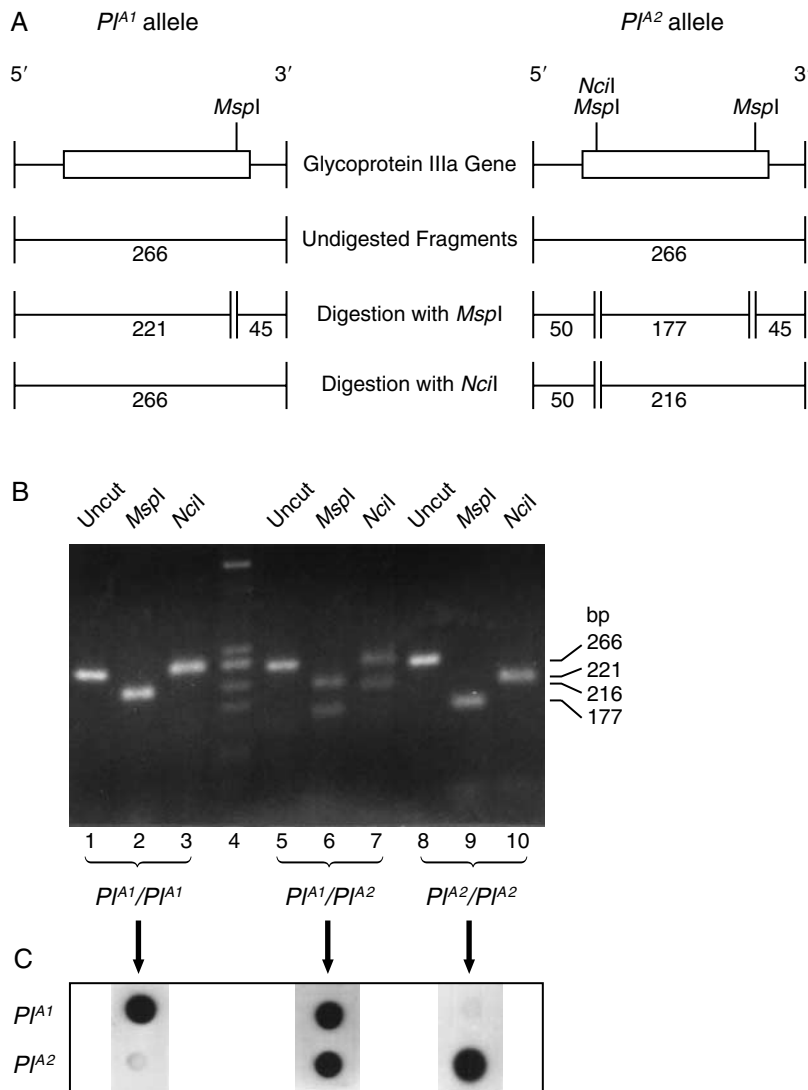 A
Pl^A1 allele
Pl^A2 allele
5′ 3′ 5′ 3
NciI
MspI MspI MspI
Glycoprotein IIIa Gene
Undigested Fragments
266 266
Digestion with MspI
221 45 50 177 45
Digestion with NciI
266 50 216
B
Uncut MspI NciI Uncut MspI NciI Uncut MspI NciI
bp
266
221
216
177
1 2 3 4 5 6 7 8 9 10
Pl^A1/Pl^A1 Pl^A1/Pl^A2 Pl^A2/Pl^A2
C
Pl^A1
Pl^A2